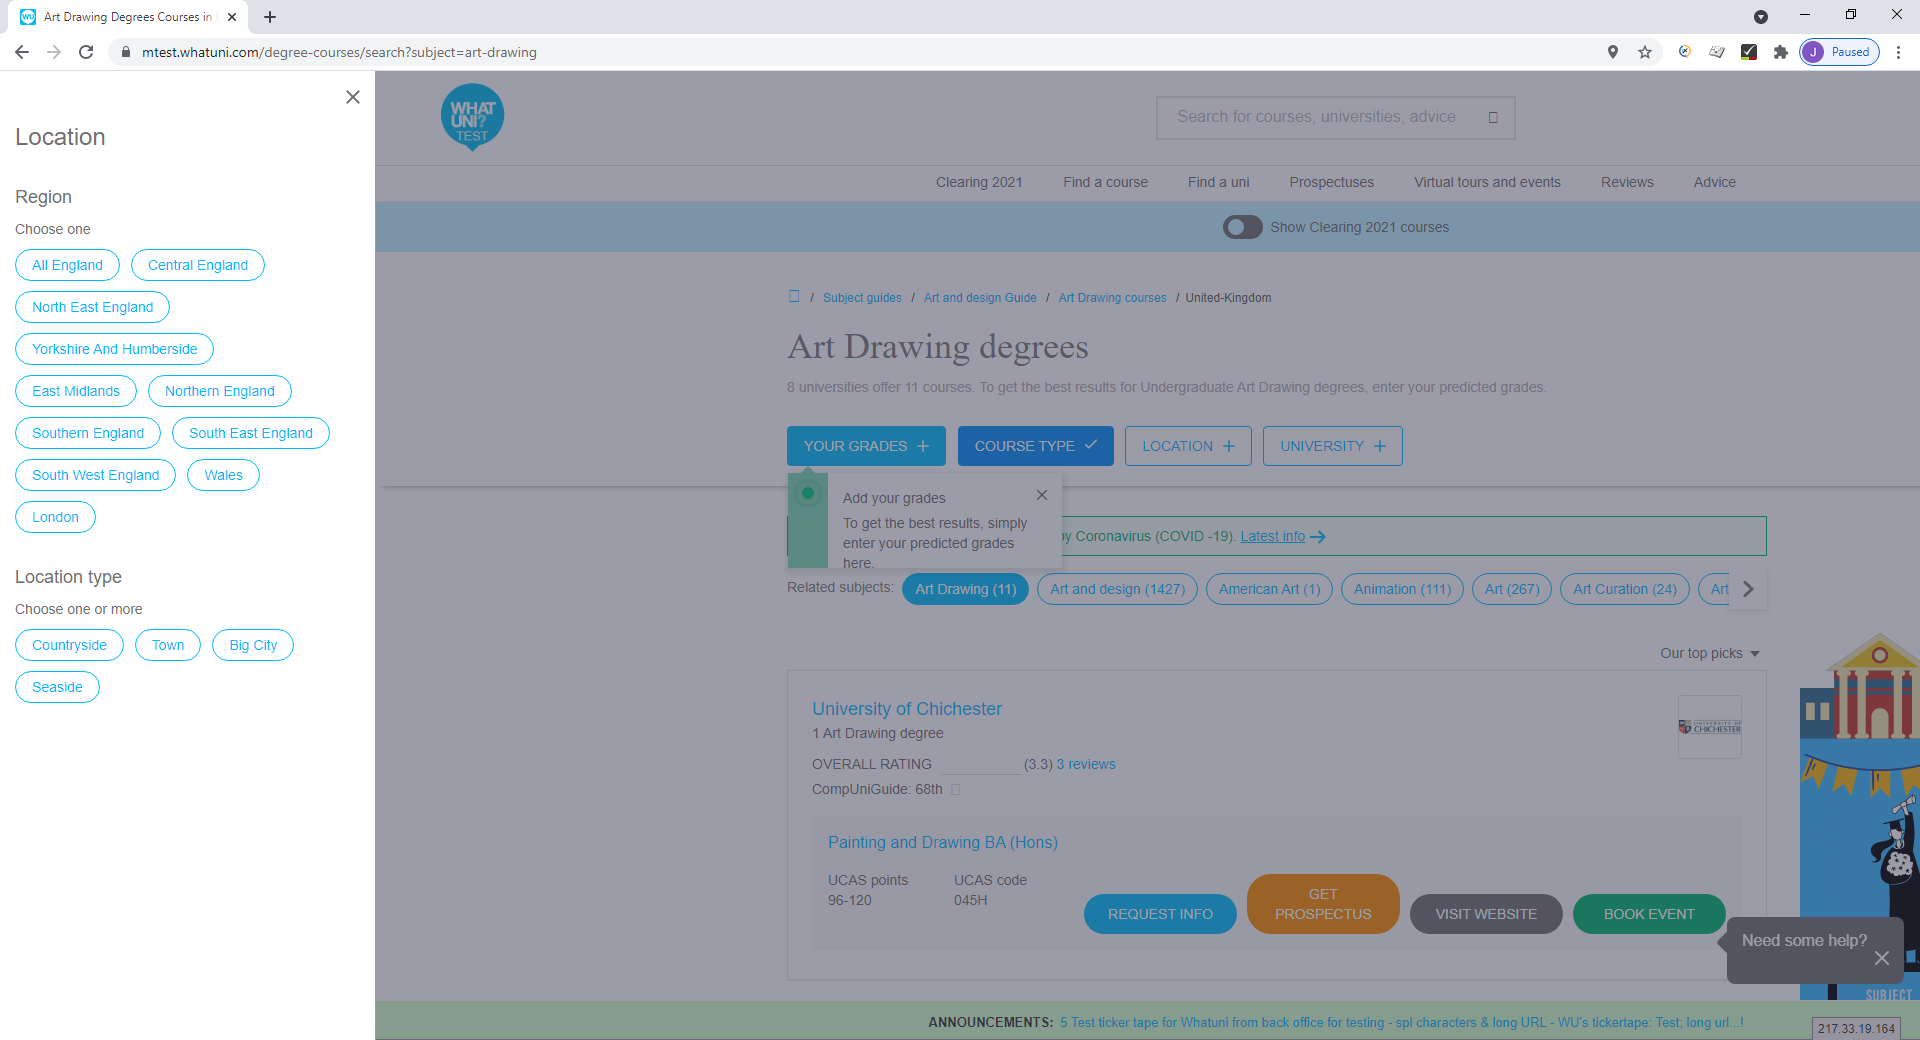 Art Drawing Degrees Courses in
mtest.whatuni.com/degree-courses/search?subject=art-drawing
J Paused
Location
Region
Choose one
All England
Central England
North East England
Yorkshire And Humberside
East Midlands
Northern England
Southern England
South East England
South West England
Wales
London
Location type
Choose one or more
Countryside
Town
Big City
Seaside
WHAT
UNI?
TEST
Search for courses, universities, advice
Clearing 2021
Find a course
Find a uni
Prospectuses
Virtual tours and events
Reviews
Advice
Show Clearing 2021 courses
/ Subject guides / Art and design Guide / Art Drawing courses / United-Kingdom
Art Drawing degrees
8 universities offer 11 courses. To get the best results for Undergraduate Art Drawing degrees, enter your predicted grades.
YOUR GRADES
COURSE TYPE
LOCATION
UNIVERSITY
Add your grades
To get the best results, simply
enter your predicted grades
here.
by Coronavirus (COVID -19). Latest info
Related subjects:
Art Drawing (11)
Art and design (1427)
American Art (1)
Animation (111)
Art (267)
Art Curation (24)
Art
Our top picks
University of Chichester
1 Art Drawing degree
OVERALL RATING (3.3) 3 reviews
CompUniGuide: 68th
UNIVERSITY OF
CHICHESTER
Painting and Drawing BA (Hons)
UCAS points
96-120
UCAS code
045H
REQUEST INFO
GET
PROSPECTUS
VISIT WEBSITE
BOOK EVENT
Need some help?
SUBJECT
ANNOUNCEMENTS: 5 Test ticker tape for Whatuni from back office for testing - spl characters & long URL - WU's tickertape: Test; long url...!
217.33.19.164